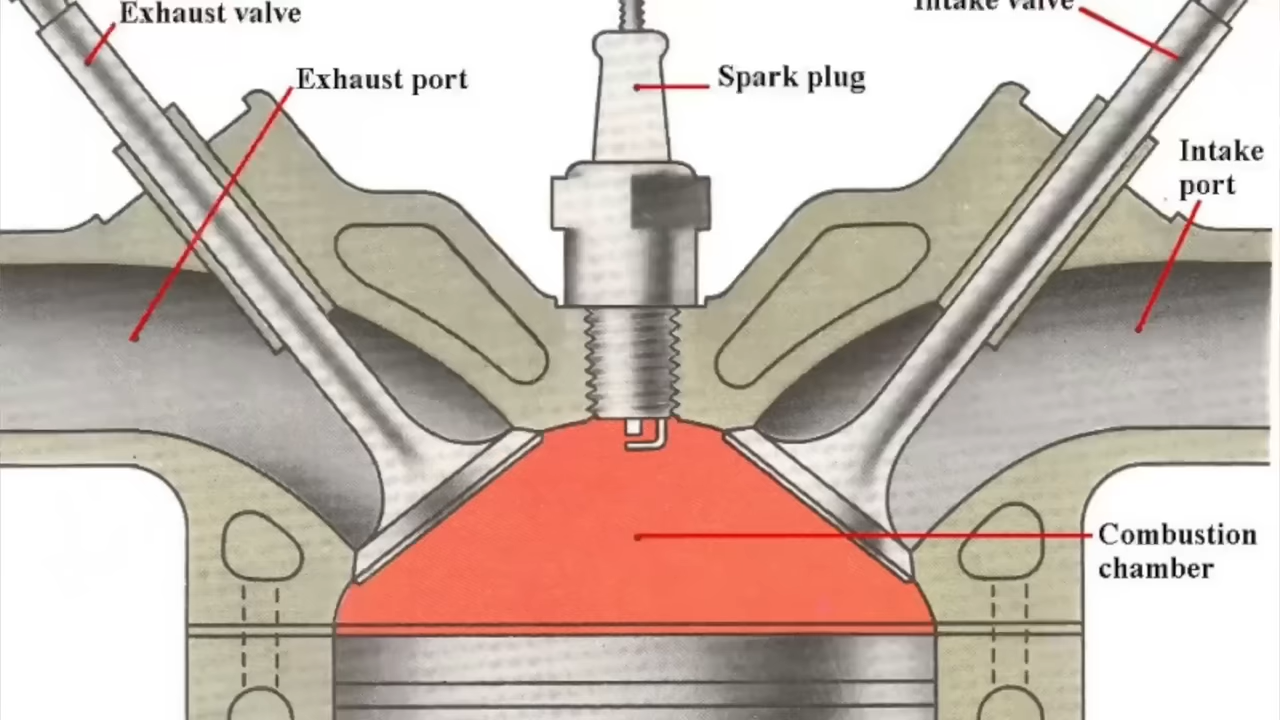 Exhaust valve
Intake valve
Exhaust port
Spark plug
Intake
port
Combustion
chamber